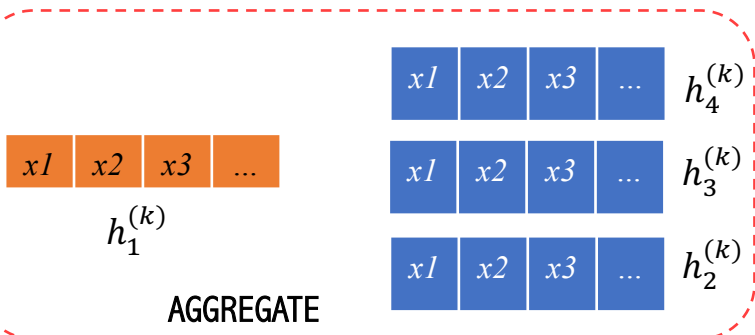 x1 x2 x3 ... h_4^{(k)}
x1 x2 x3 ... h_3^{(k)}
x1 x2 x3 ...
h_1^{(k)}
x1 x2 x3 ... h_2^{(k)}
AGGREGATE